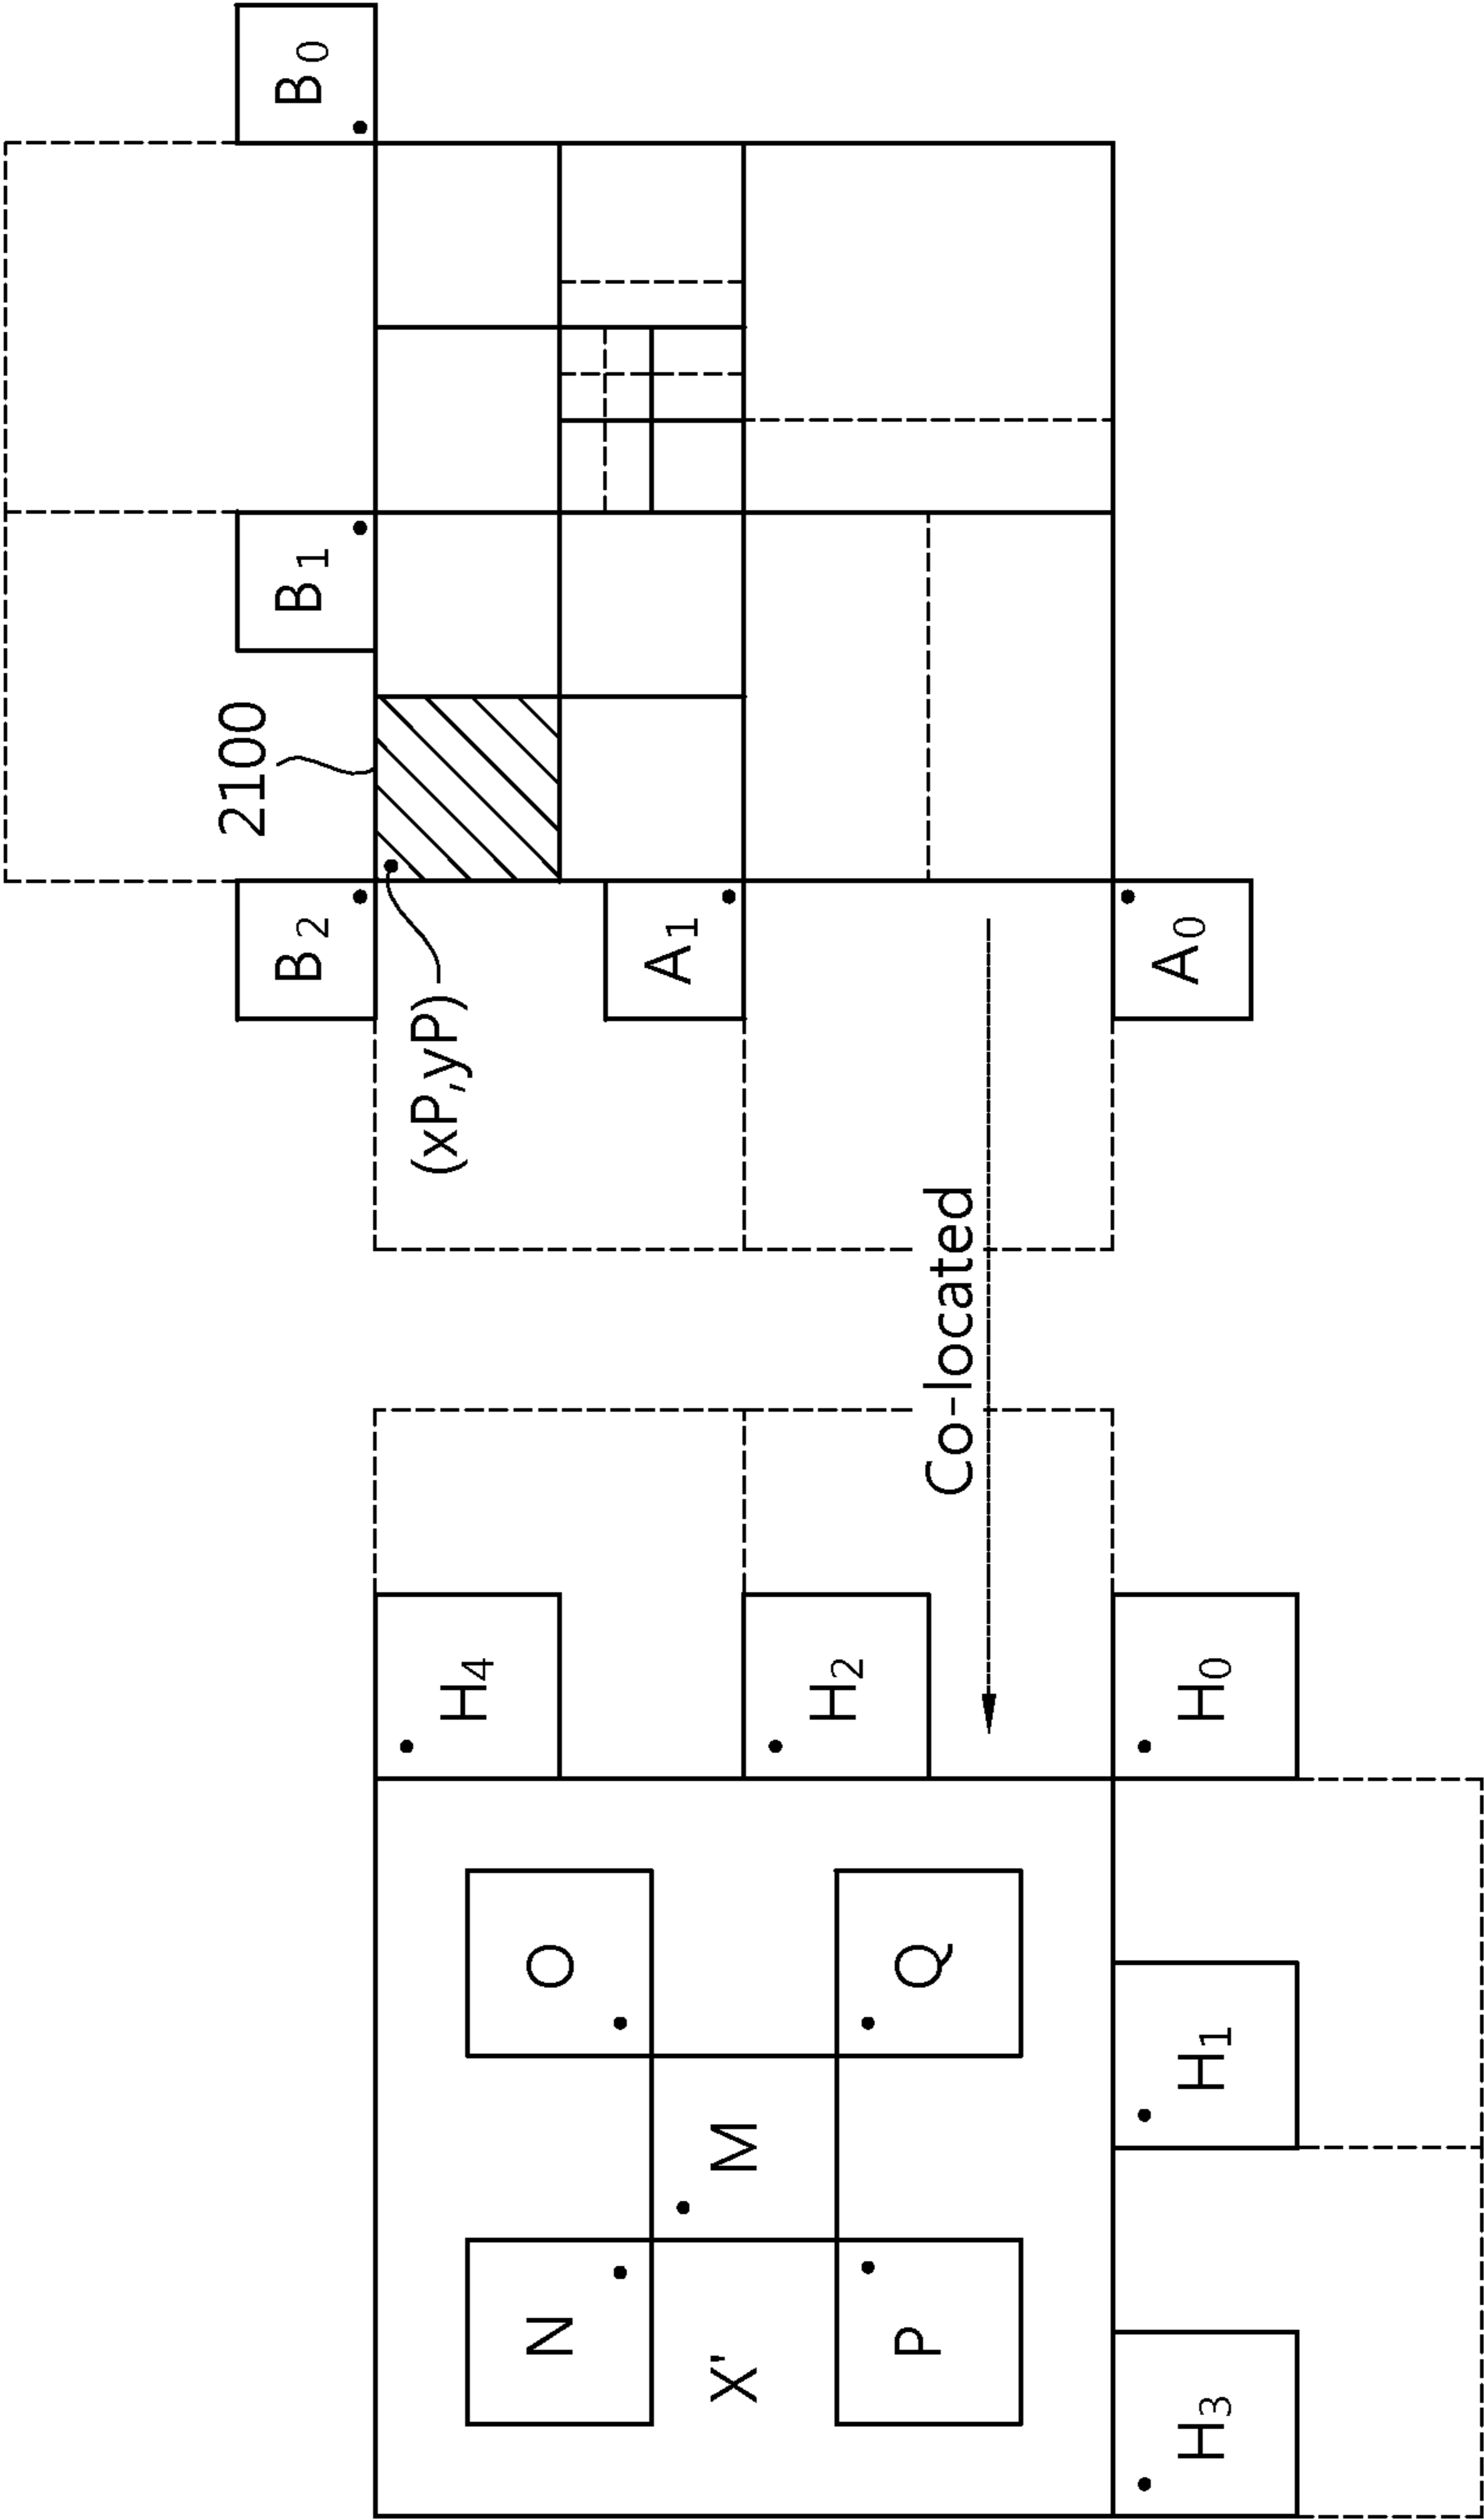 2100
B2
B1
B0
(xP,yP)
H4
N
O
A1
X'
M
H2
P
Q
Co-located
A0
H3
H1
H0